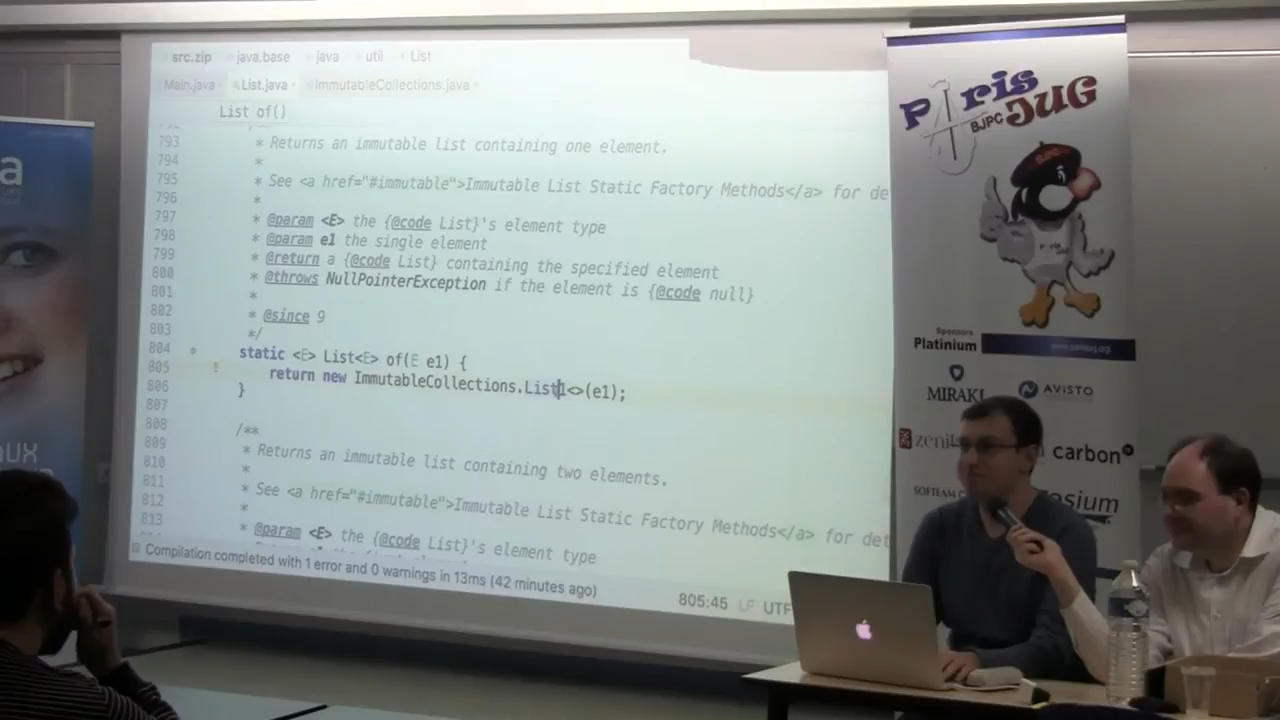 src.zip java.base java util List
Main.java List.java ImmutableCollections.java
List of()
793 * Returns an immutable list containing one element.
794 *
795 * See <a href="#immutable">Immutable List Static Factory Methods</a> for de
796 *
797 * @param <E> the {@code List}'s element type
798 * @param e1 the single element
799 * @return a {@code List} containing the specified element
800 * @throws NullPointerException if the element is {@code null}
801 *
802 * @since 9
803 */
804 static <E> List<E> of(E e1) {
805 return new ImmutableCollections.List1<>(e1);
806 }
807
808 /**
809 * Returns an immutable list containing two elements.
810 *
811 * See <a href="#immutable">Immutable List Static Factory Methods</a> for det
812 *
813 * @param <E> the {@code List}'s element type
Compilation completed with 1 error and 0 warnings in 13ms (42 minutes ago)
805:45 LF UTF
Paris
BJPC JUG
Sponsors
Platinium
MIRAKL
AVISTO
zeni
carbon
SOFTEAM
sium
a